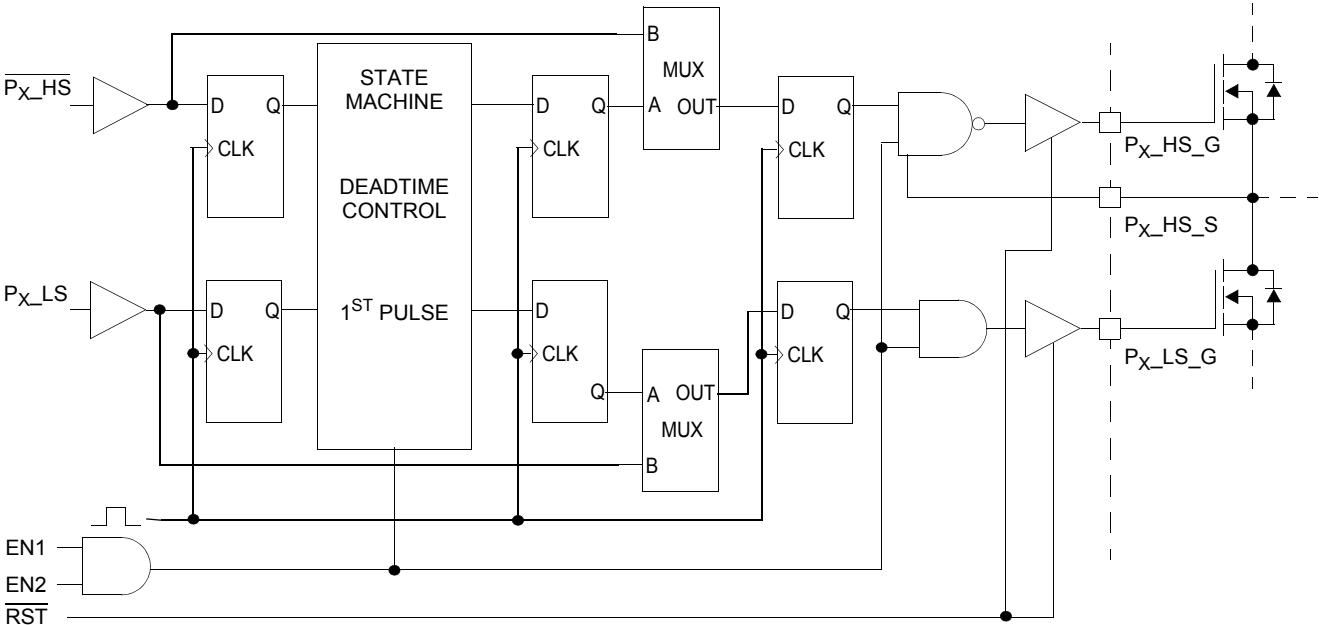 P_X_HS
D
Q
CLK
STATE
MACHINE
DEADTIME
CONTROL
1ST PULSE
D
Q
CLK
B
MUX
A
OUT
D
Q
CLK
P_X_HS_G
P_X_HS_S
P_X_LS
D
Q
CLK
D
CLK
Q
A
OUT
MUX
B
D
Q
CLK
P_X_LS_G
EN1
EN2
RST